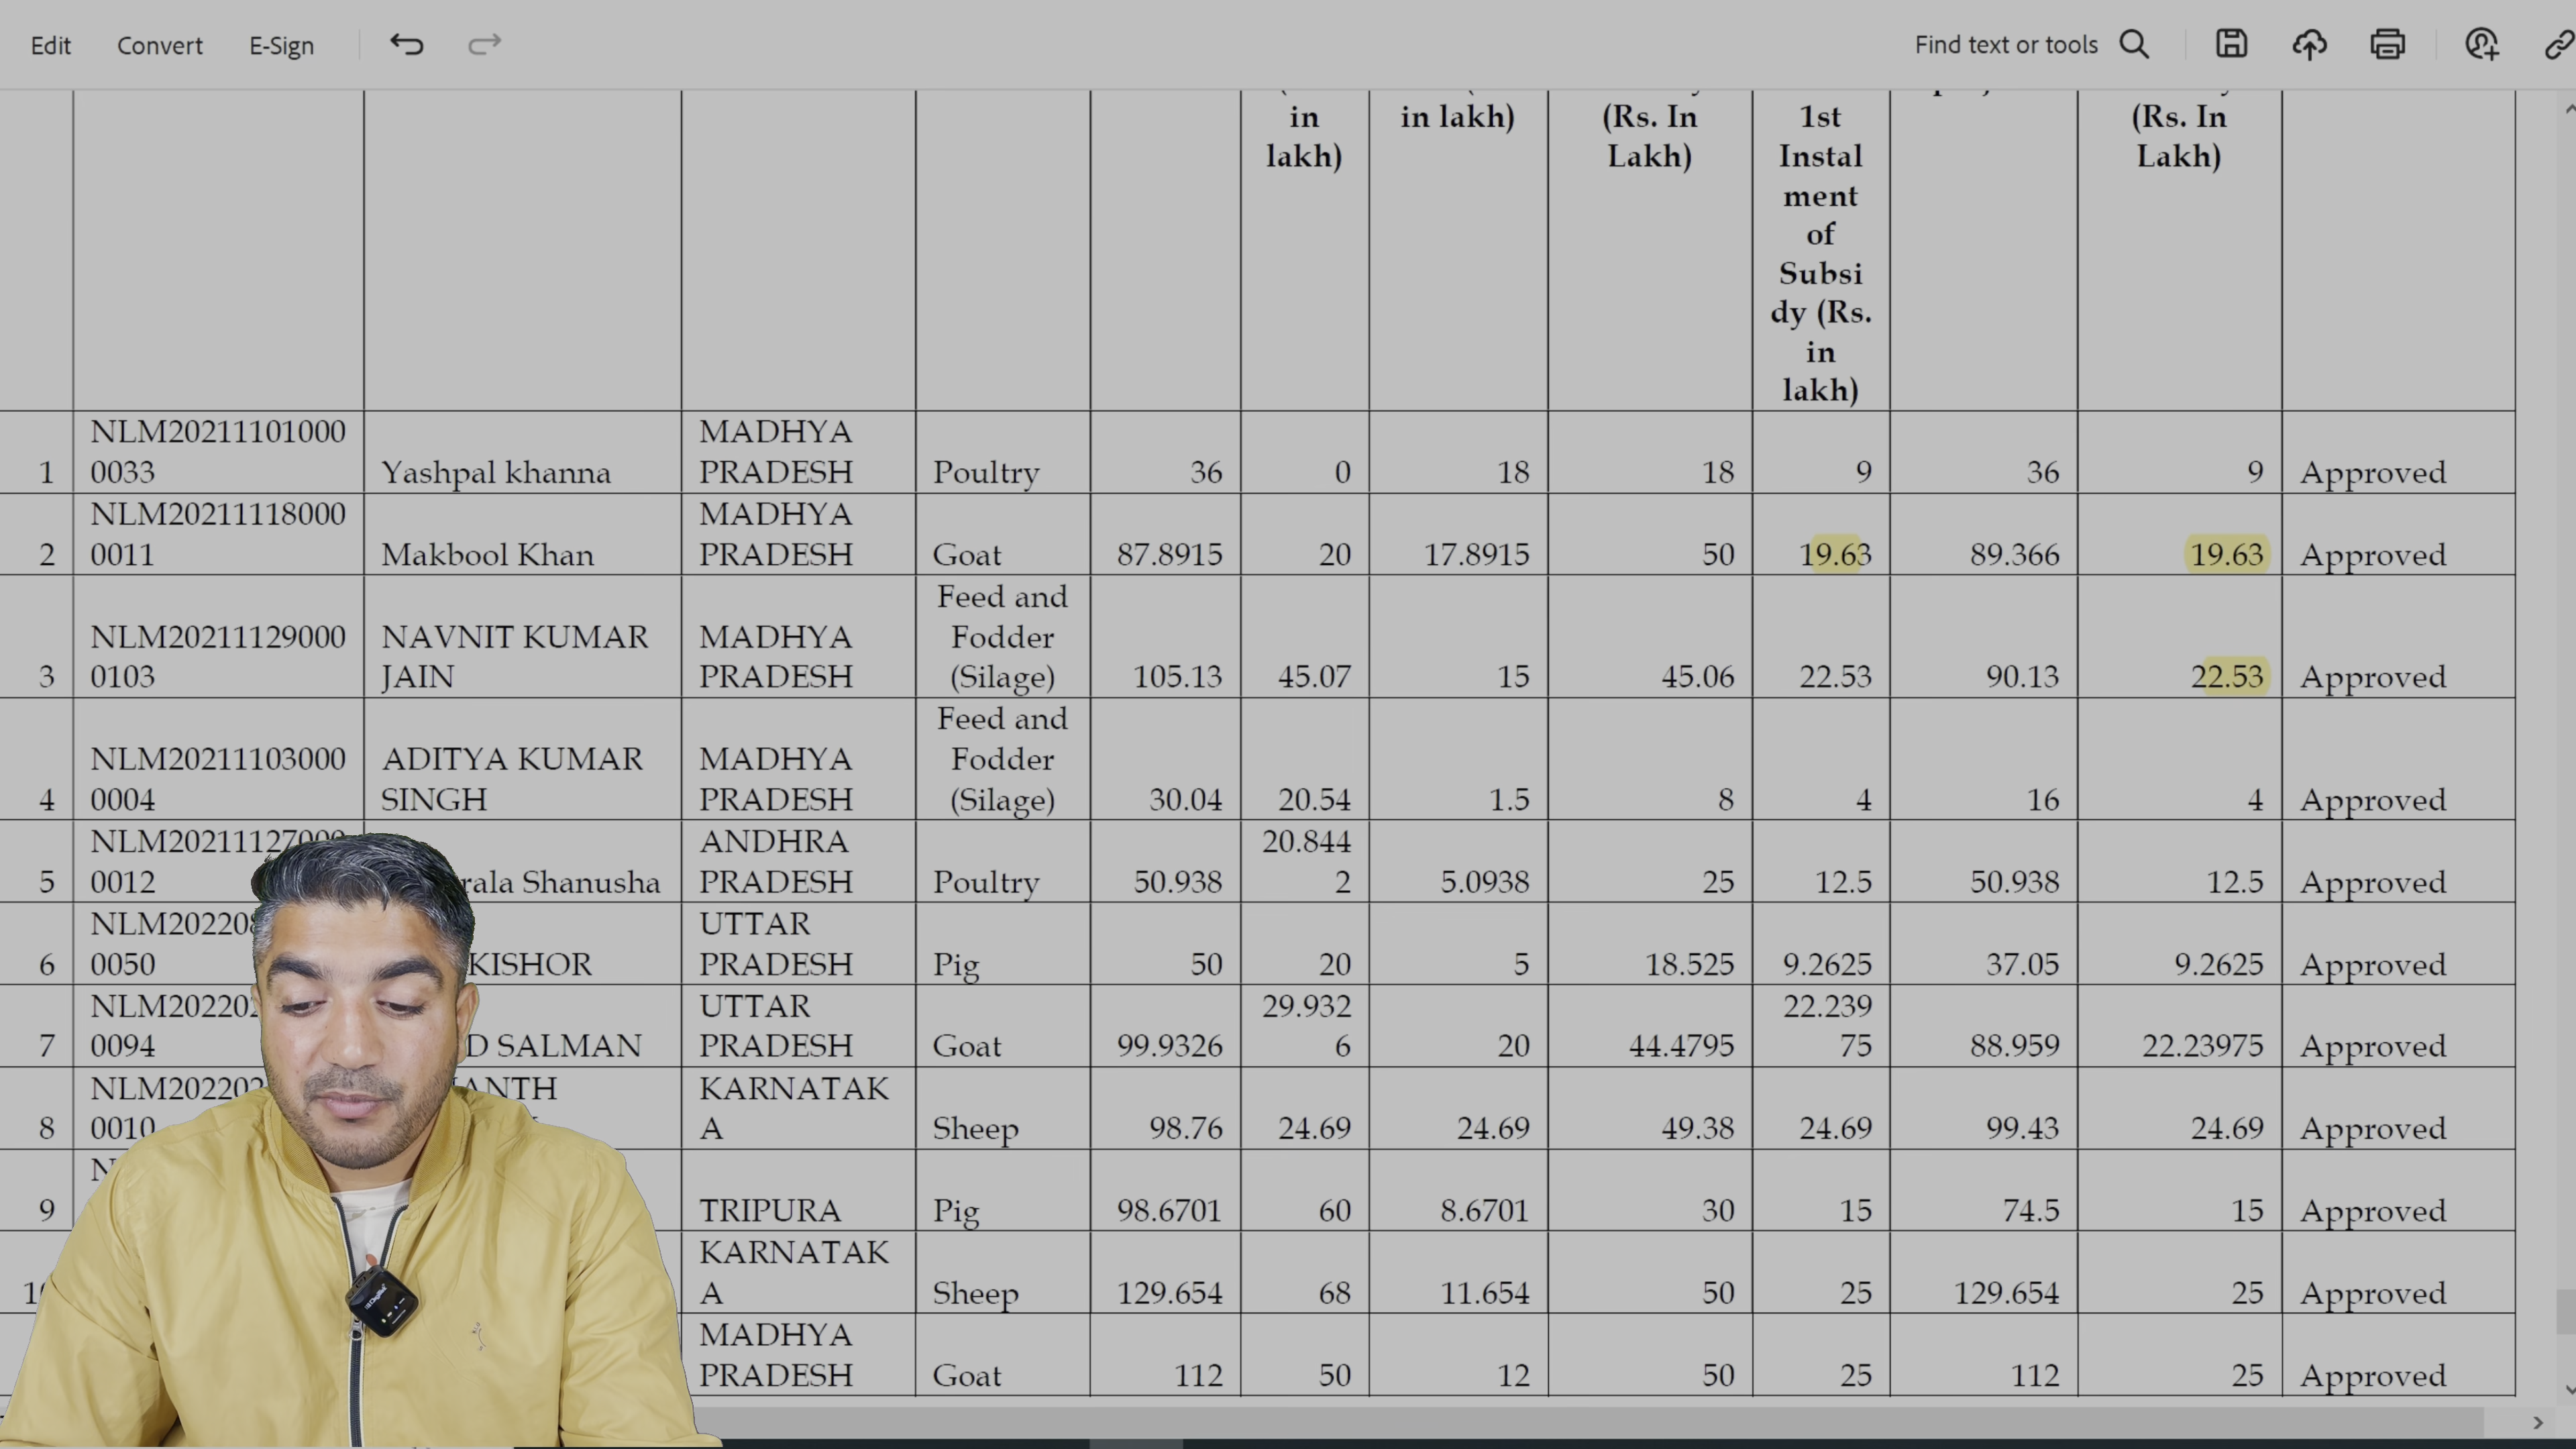 Edit Convert E-Sign Find text or tools
in in lakh) (Rs. In 1st (Rs. In
lakh) Lakh) Instal Lakh)
ment
of
Subsi
dy (Rs.
in
lakh)
NLM20211101000 MADHYA
1 0033 Yashpal khanna PRADESH Poultry 36 0 18 18 9 36 9 Approved
NLM20211118000 MADHYA
2 0011 Makbool Khan PRADESH Goat 87.8915 20 17.8915 50 19.63 89.366 19.63 Approved
Feed and
NLM20211129000 NAVNIT KUMAR MADHYA Fodder
3 0103 JAIN PRADESH (Silage) 105.13 45.07 15 45.06 22.53 90.13 22.53 Approved
Feed and
NLM20211103000 ADITYA KUMAR MADHYA Fodder
4 0004 SINGH PRADESH (Silage) 30.04 20.54 1.5 8 4 16 4 Approved
NLM20211127000 ANDHRA 20.844
5 0012 rala Shanusha PRADESH Poultry 50.938 2 5.0938 25 12.5 50.938 12.5 Approved
NLM20220 UTTAR
6 0050 KISHOR PRADESH Pig 50 20 5 18.525 9.2625 37.05 9.2625 Approved
NLM20220 UTTAR 29.932 22.239
7 0094 D SALMAN PRADESH Goat 99.9326 6 20 44.4795 75 88.959 22.23975 Approved
NLM202202 ANTH KARNATAK
8 0010 A Sheep 98.76 24.69 24.69 49.38 24.69 99.43 24.69 Approved
9 TRIPURA Pig 98.6701 60 8.6701 30 15 74.5 15 Approved
KARNATAK
A Sheep 129.654 68 11.654 50 25 129.654 25 Approved
MADHYA
PRADESH Goat 112 50 12 50 25 112 25 Approved